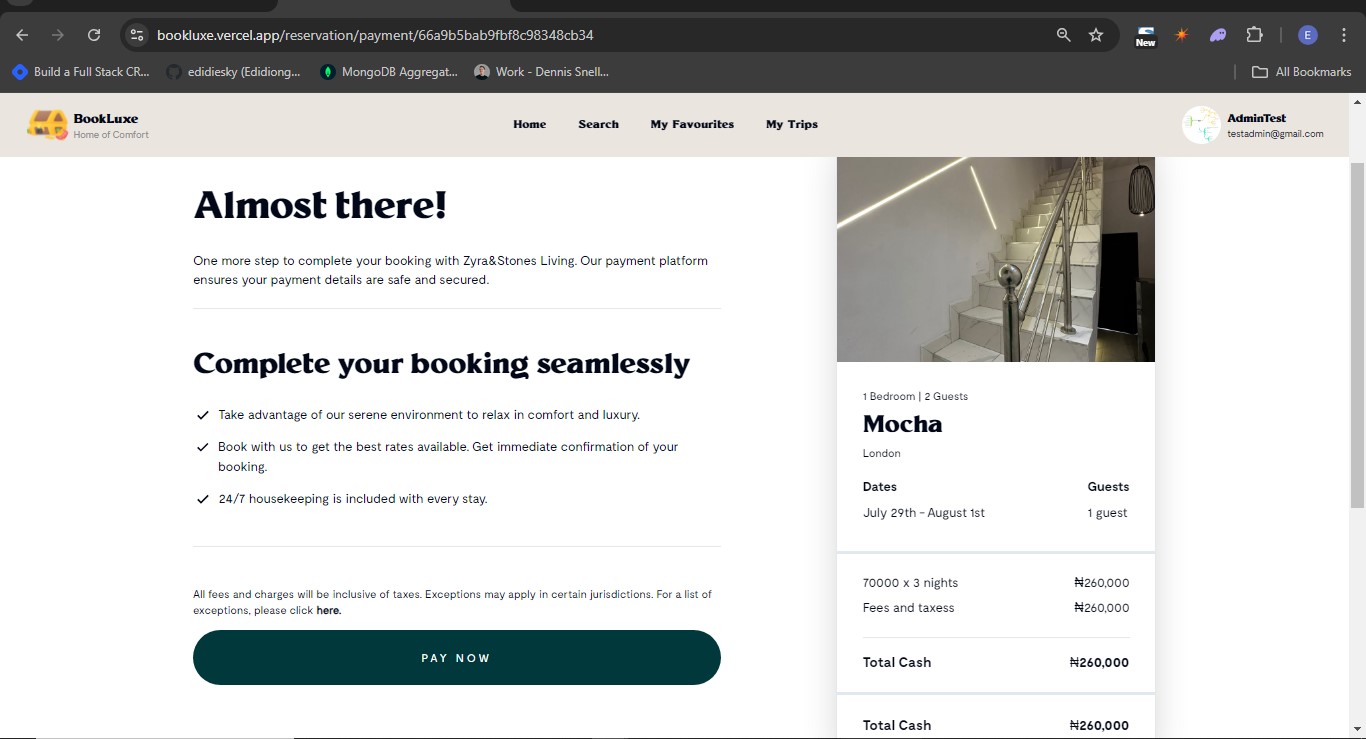 bookluxe.vercel.app/reservation/payment/66a9b5bab9fbf8c98348cb34
New
E
Build a Full Stack CR...
edidiesky (Edidiong...
MongoDB Aggregat...
Work - Dennis Snell...
All Bookmarks
BookLuxe
Home of Comfort
Home
Search
My Favourites
My Trips
AdminTest
testadmin@gmail.com
Almost there!
One more step to complete your booking with Zyra&Stones Living. Our payment platform
ensures your payment details are safe and secured.
Complete your booking seamlessly
Take advantage of our serene environment to relax in comfort and luxury.
Book with us to get the best rates available. Get immediate confirmation of your
booking.
24/7 housekeeping is included with every stay.
All fees and charges will be inclusive of taxes. Exceptions may apply in certain jurisdictions. For a list of
exceptions, please click here.
PAY NOW
1 Bedroom | 2 Guests
Mocha
London
Dates Guests
July 29th - August 1st 1 guest
70000 x 3 nights ₦260,000
Fees and taxess ₦260,000
Total Cash ₦260,000
Total Cash ₦260,000